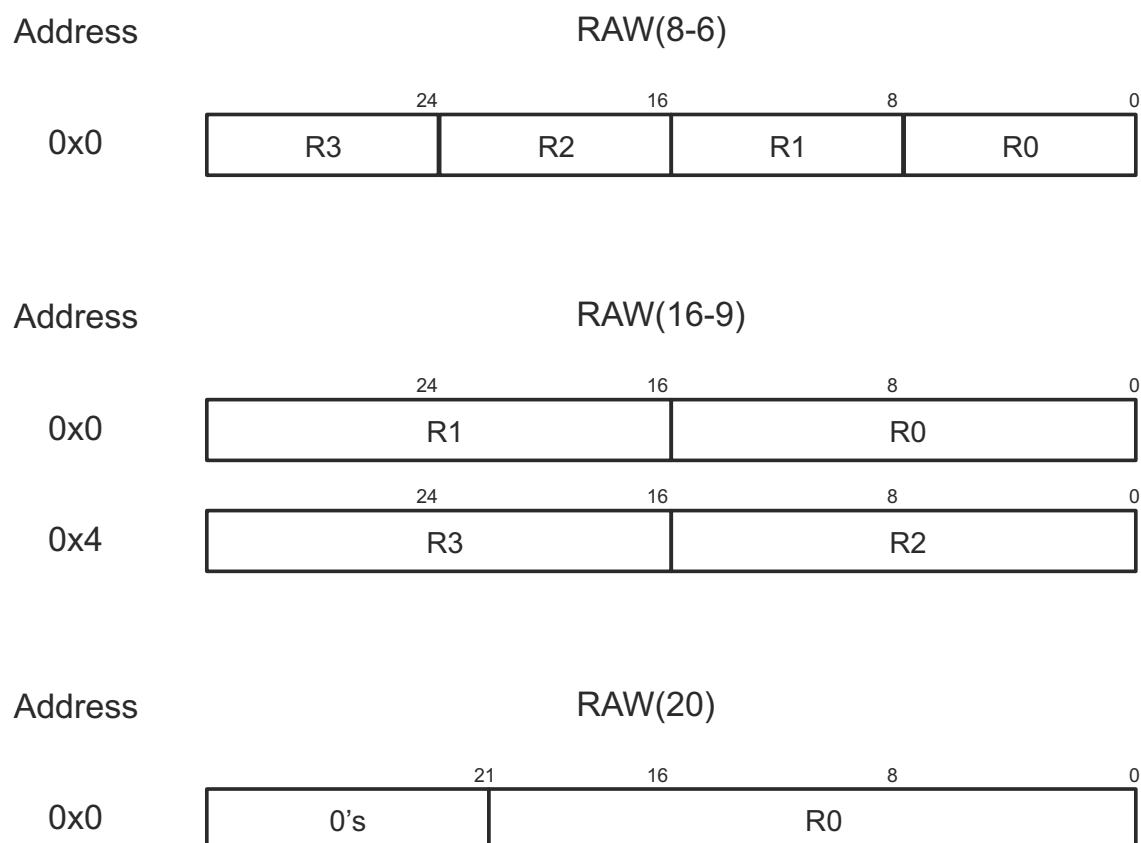 Address RAW(8-6)
24 16 8 0
0x0 R3 R2 R1 R0
Address RAW(16-9)
24 16 8 0
0x0 R1 R0
24 16 8 0
0x4 R3 R2
Address RAW(20)
21 16 8 0
0x0 0's R0